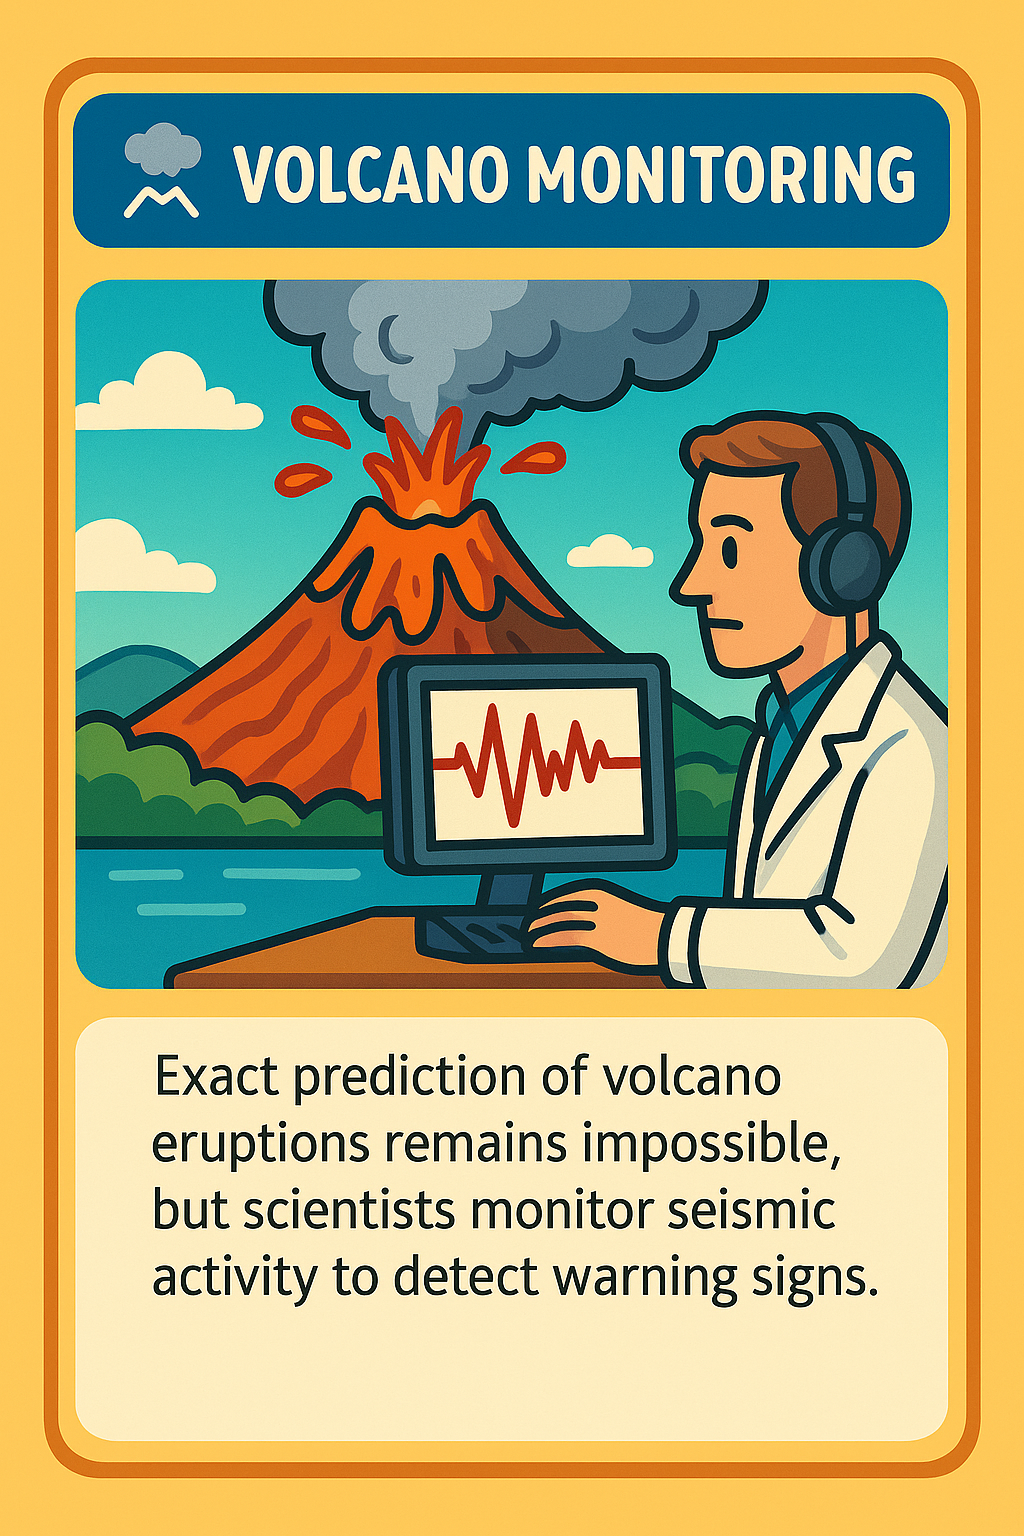 VOLCANO MONITORING
Exact prediction of volcano
eruptions remains impossible,
but scientists monitor seismic
activity to detect warning signs.